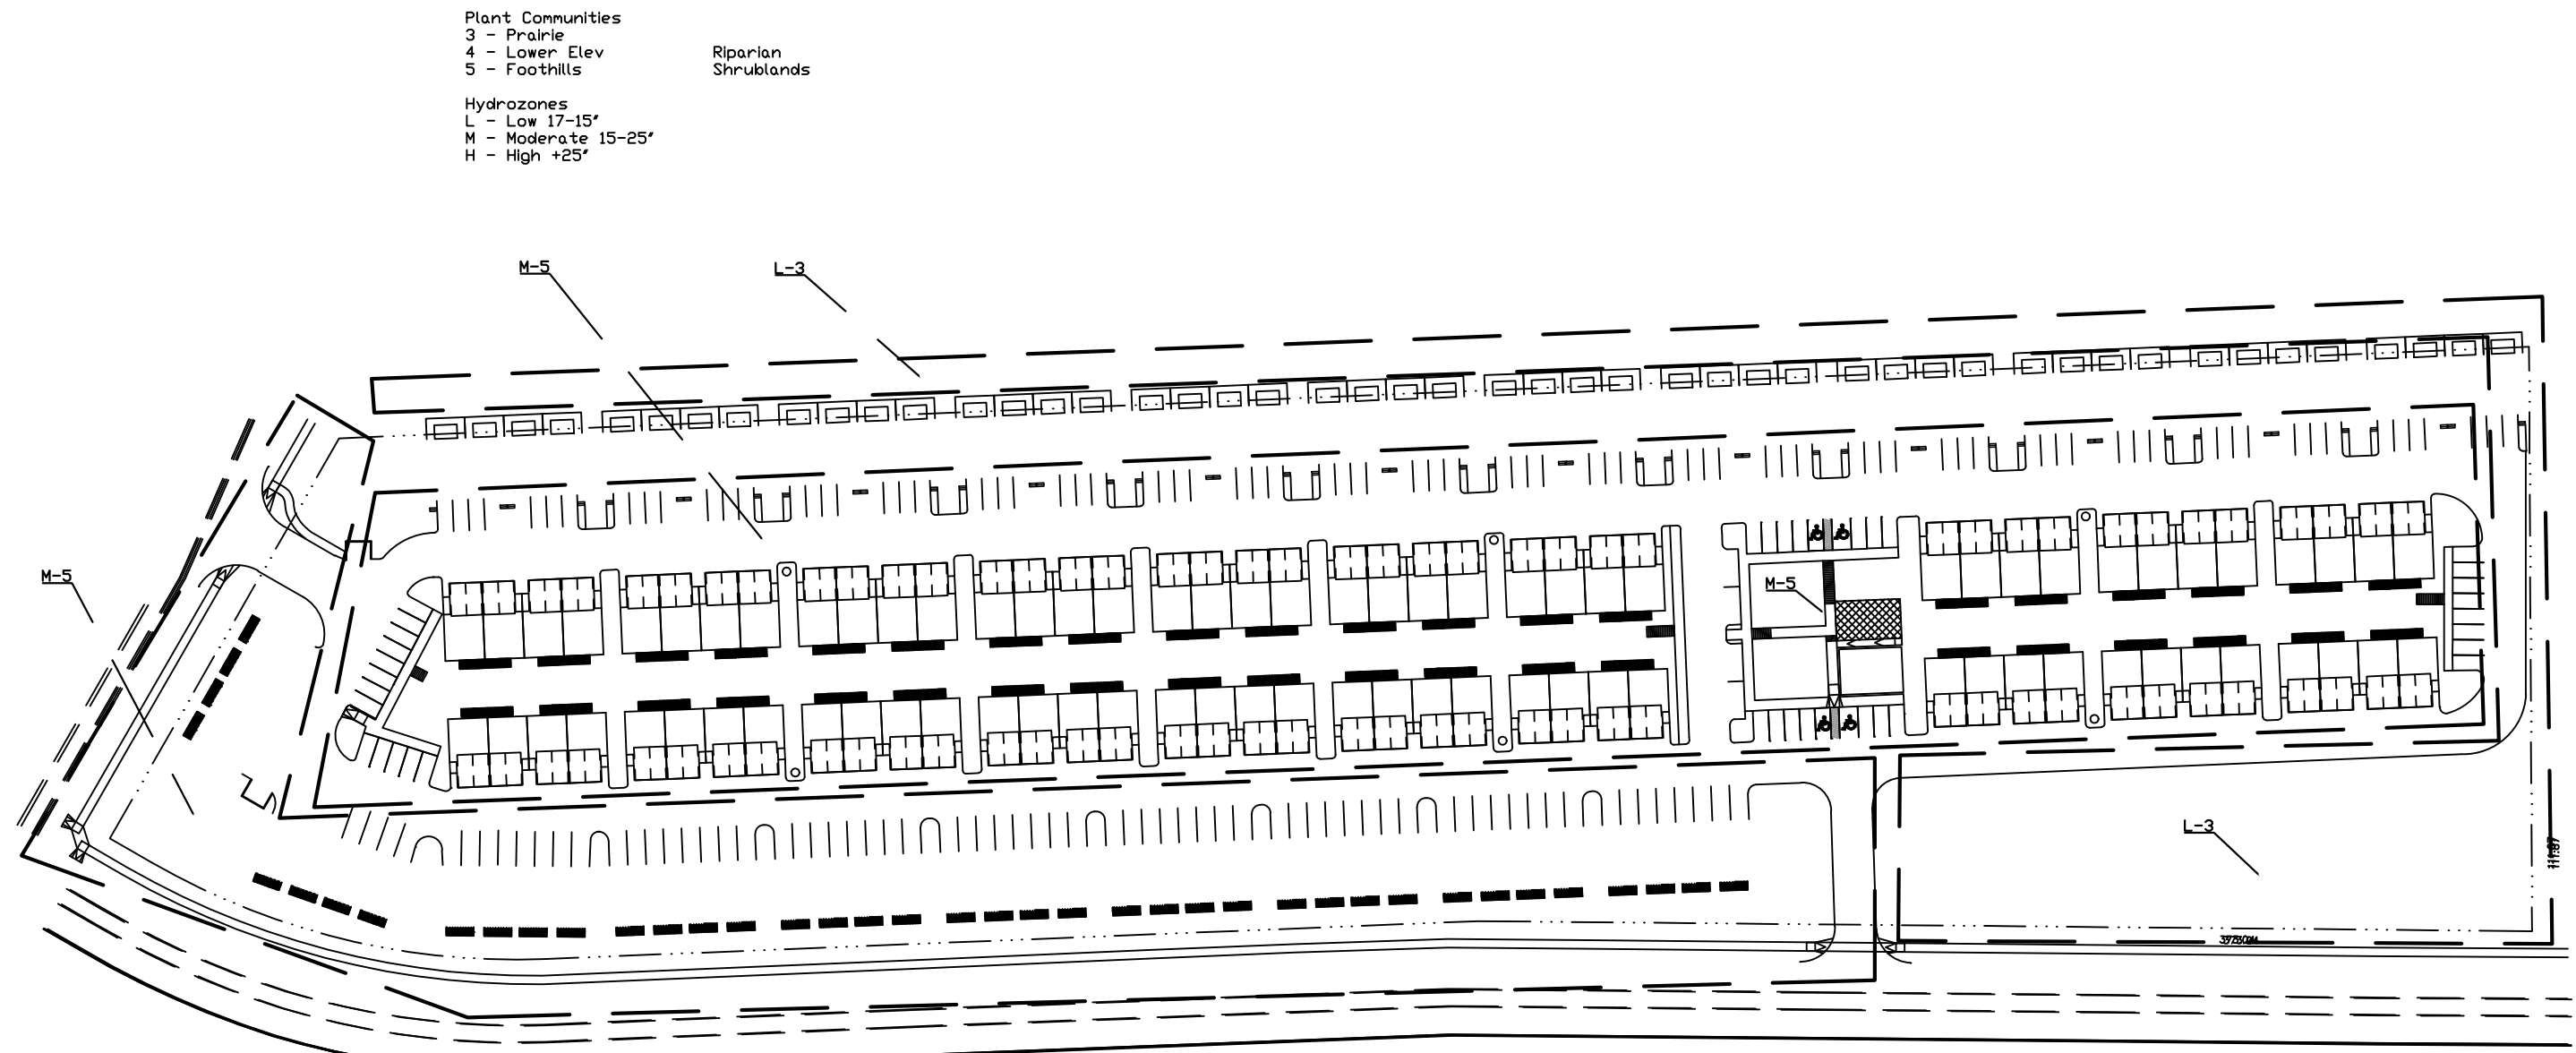 Plant Communities
3 - Prairie
4 - Lower Elev Riparian
5 - Foothills Shrublands
Hydrozones
L - Low 17-15"
M - Moderate 15-25"
H - High +25"
M-5
L-3
M-5
M-5
L-3